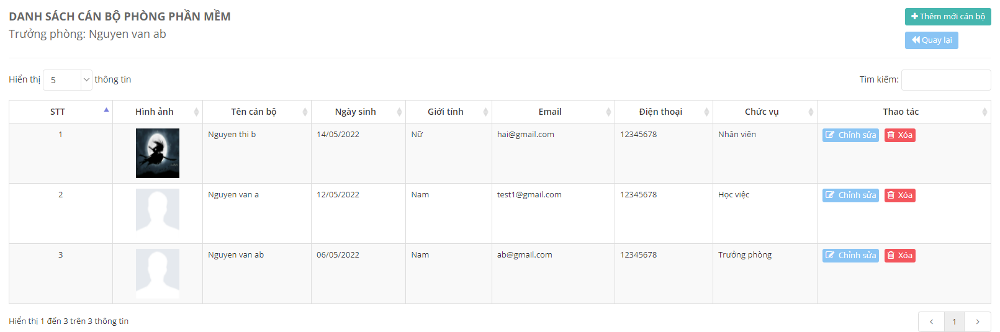 DANH SÁCH CÁN BỘ PHÒNG PHẦN MỀM
Trưởng phòng: Nguyen van ab
Thêm mới cán bộ
Quay lại
Hiển thị 5 thông tin
Tìm kiếm:
STT Hình ảnh Tên cán bộ Ngày sinh Giới tính Email Điện thoại Chức vụ Thao tác
1 Nguyen thi b 14/05/2022 Nữ hai@gmail.com 12345678 Nhân viên Chỉnh sửa Xóa
2 Nguyen van a 12/05/2022 Nam test1@gmail.com 12345678 Học việc Chỉnh sửa Xóa
3 Nguyen van ab 06/05/2022 Nam ab@gmail.com 12345678 Trưởng phòng Chỉnh sửa Xóa
Hiển thị 1 đến 3 trên 3 thông tin
1